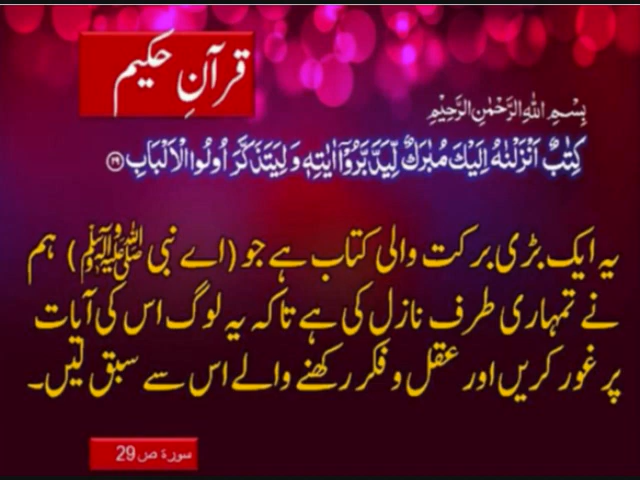 قرآنِ حکیم
بِسْمِ اللهِ الرَّحْمٰنِ الرَّحِيْمِ
كِتٰبٌ اَنْزَلْنٰهُ اِلَيْكَ مُبٰرَكٌ لِّيَدَّبَّرُوْٓا اٰيٰتِهٖ وَ لِيَتَذَكَّرَ اُولُوا الْاَلْبَابِ ۲۹
یہ ایک بڑی برکت والی کتاب ہے جو (اے نبی ﷺ) ہم
نے تمہاری طرف نازل کی ہے تاکہ یہ لوگ اس کی آیات
پر غور کریں اور عقل و فکر رکھنے والے اس سے سبق لیں۔
سورۃ ص 29